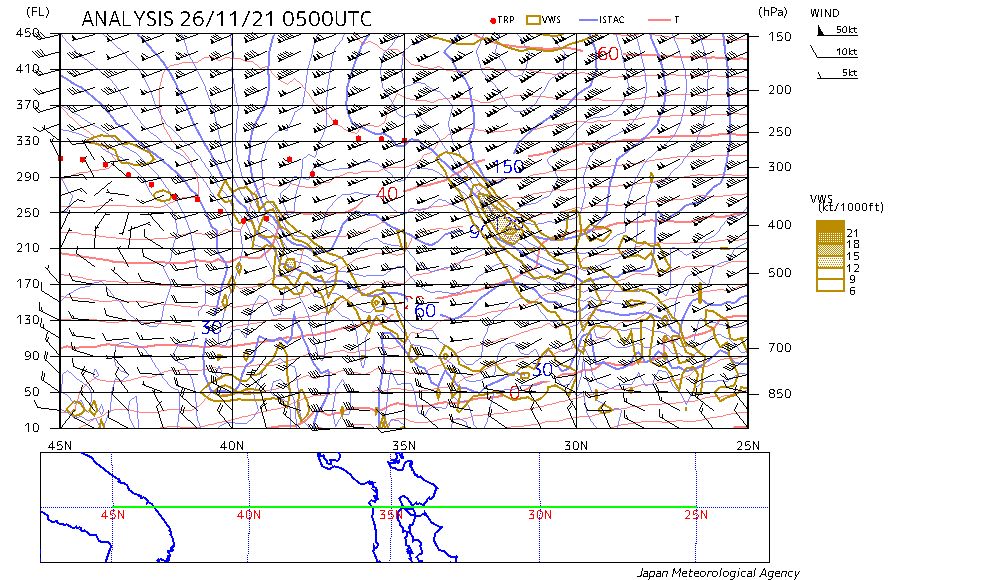 (FL) ANALYSIS 26/11/21 0500UTC TRP VWS ISTAC T (hPa) WIND
450 150 50kt
410 60 10kt
370 200 5kt
330 250
290 150 300
250 40 VWS
210 90 400 (kt/1000ft)
170 500 21
130 20 60 18
90 30 700 15
50 30 850 12
10 0 9
6
45N 40N 35N 30N 25N
45N 40N 35N 30N 25N
Japan Meteorological Agency